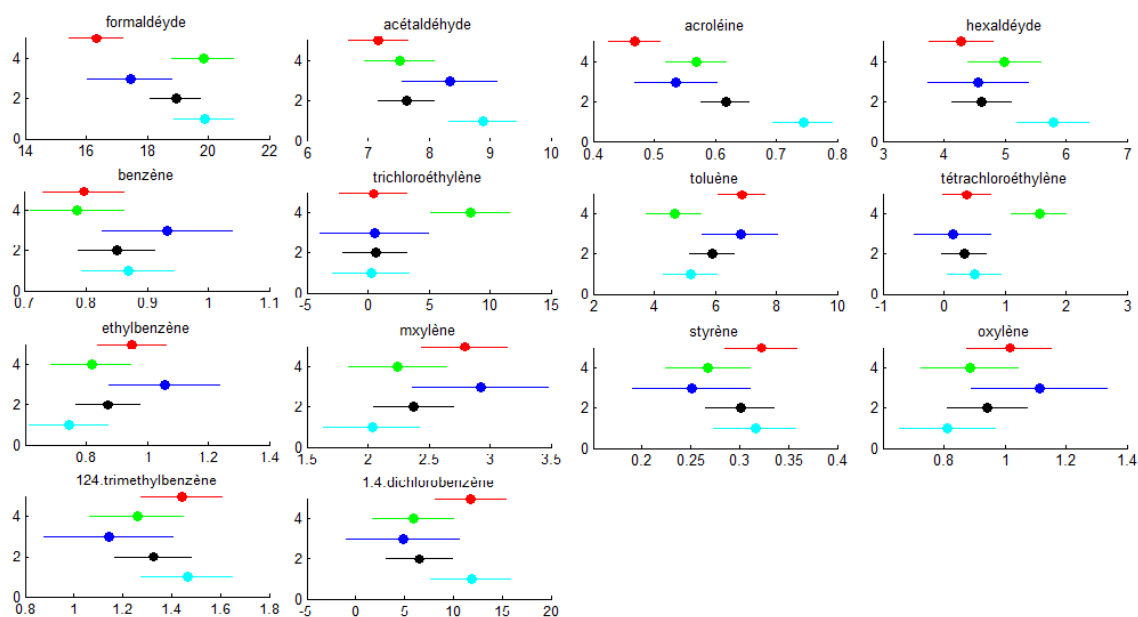 formaldéyde
acétaldéhyde
acroléine
hexaldéyde
4
2
0
14 16 18 20 22
4
2
0
6 7 8 9 10
4
2
0
0.4 0.5 0.6 0.7 0.8
4
2
0
3 4 5 6 7
benzène
trichloroéthylène
toluène
tétrachloroéthylène
4
2
0
0.7 0.8 0.9 1 1.1
4
2
0
-5 0 5 10 15
4
2
0
2 4 6 8 10
4
2
0
-1 0 1 2 3
ethylbenzène
mxylène
styrène
oxylène
4
2
0
0.8 1 1.2 1.4
4
2
0
1.5 2 2.5 3 3.5
4
2
0
0.2 0.25 0.3 0.35 0.4
4
2
0
0.8 1 1.2 1.4
124.trimethylbenzène
1.4.dichlorobenzène
4
2
0
0.8 1 1.2 1.4 1.6 1.8
4
2
0
-5 0 5 10 15 20